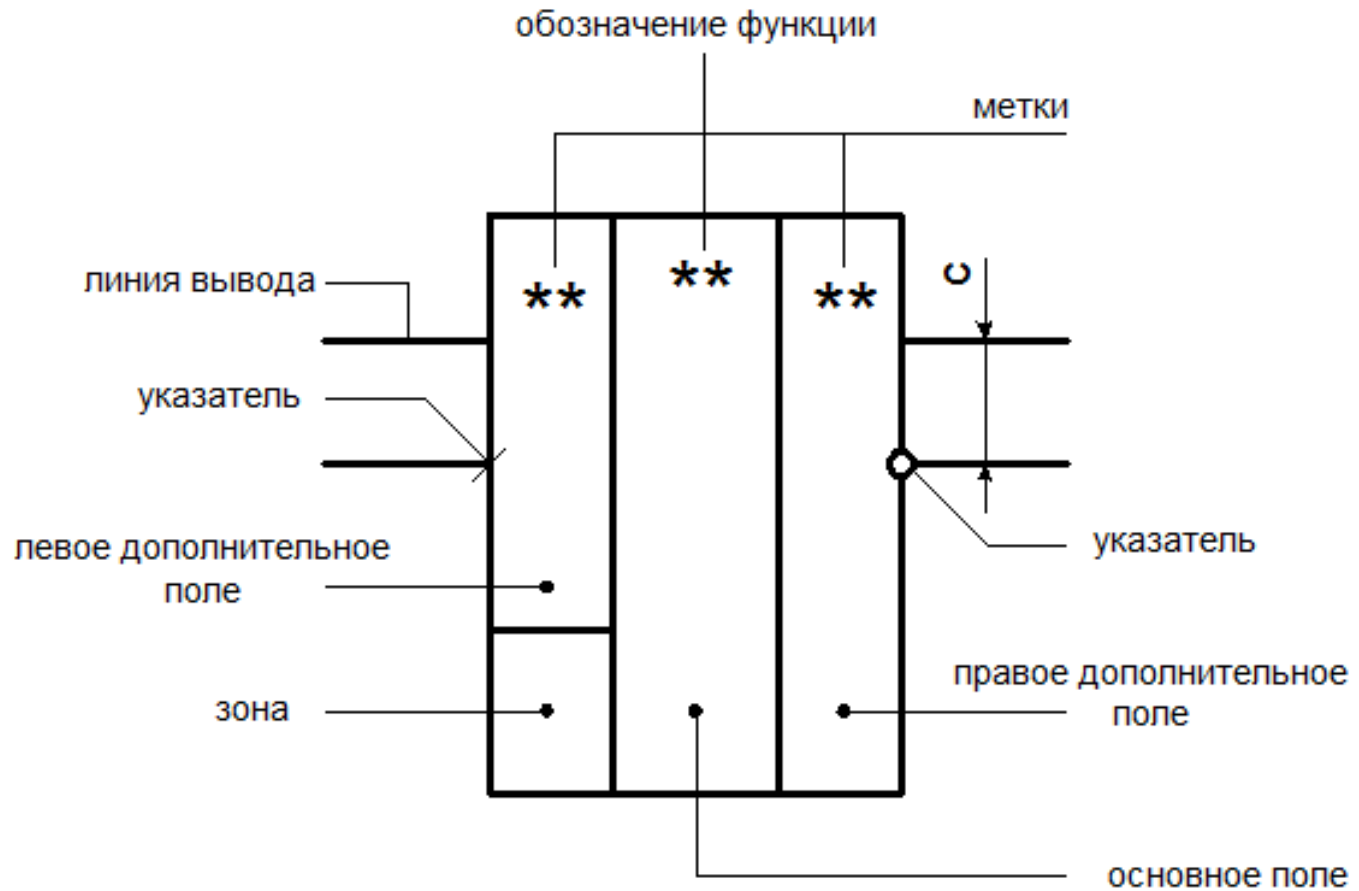 обозначение функции
метки
линия вывода
**
**
**
с
указатель
левое дополнительное
поле
указатель
зона
правое дополнительное
поле
основное поле